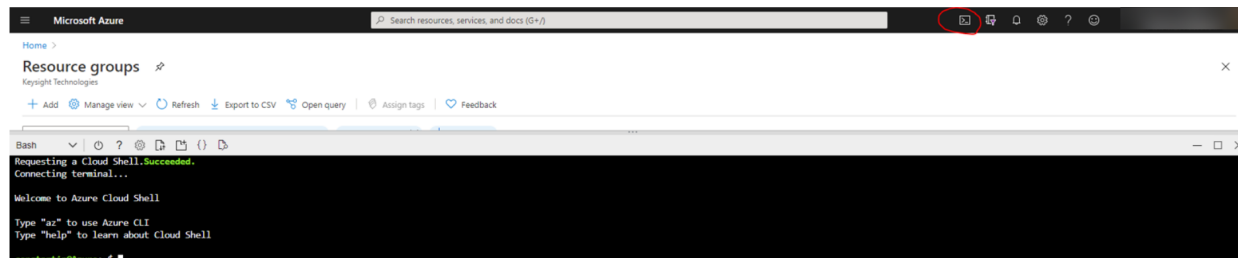 Microsoft Azure
Search resources, services, and docs (G+/)
Home >
Resource groups
Keysight Technologies
+ Add Manage view Refresh Export to CSV Open query Assign tags Feedback
Bash
Requesting a Cloud Shell.Succeeded.
Connecting terminal...
Welcome to Azure Cloud Shell
Type "az" to use Azure CLI
Type "help" to learn about Cloud Shell